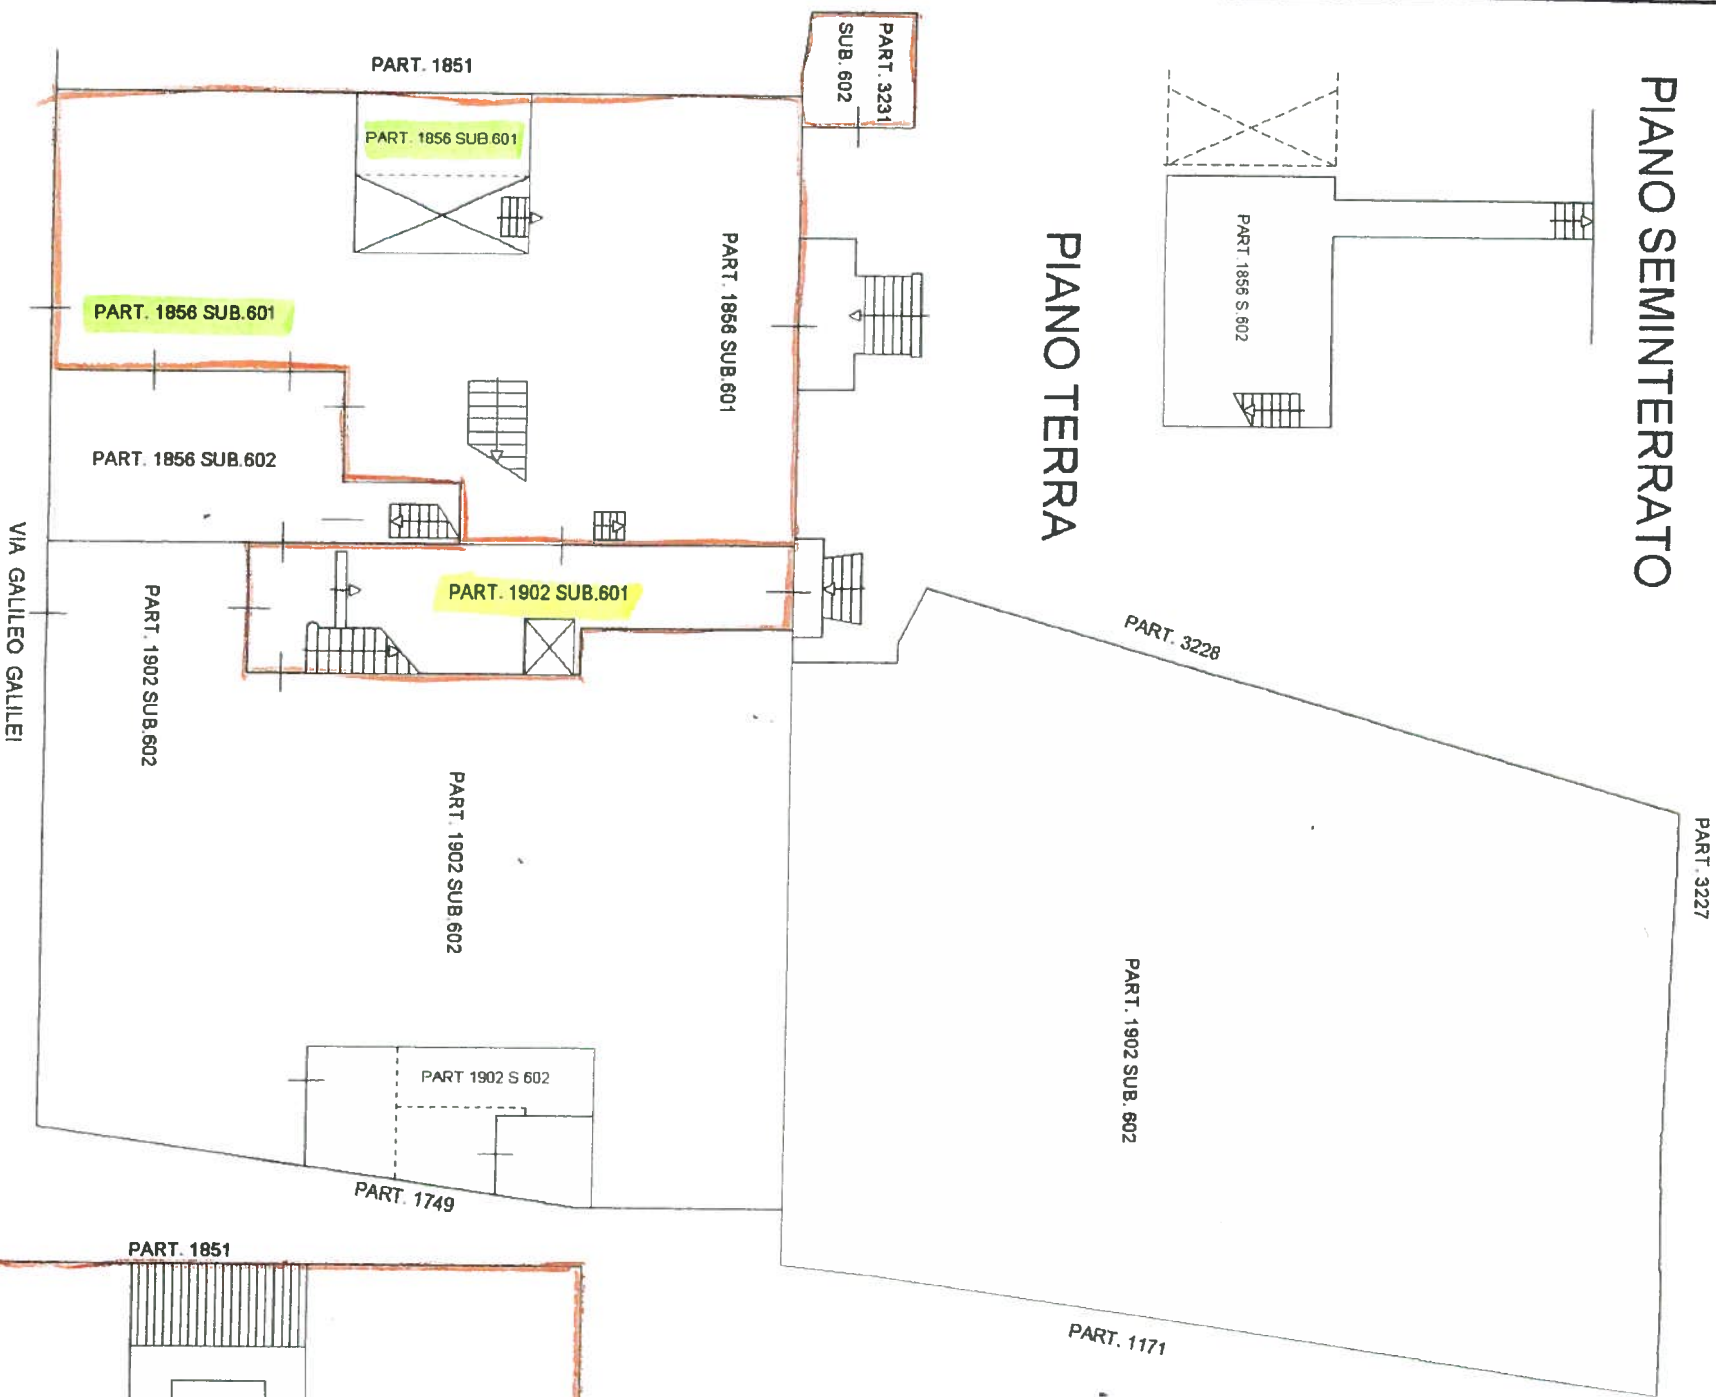 PIANO SEMINTERRATO
PART. 1856 S.602
PIANO TERRA
PART. 3231
SUB. 602
PART. 1851
PART. 1856 SUB.601
PART. 1856 SUB.601
PART. 1856 SUB.601
PART. 1856 SUB.602
PART. 1902 SUB.601
PART. 1902 SUB.602
PART. 1902 SUB.602
PART 1902 S 602
PART. 1749
VIA GALILEO GALILEI
PART. 3228
PART. 3227
PART. 1902 SUB. 602
PART. 1171
PART. 1851